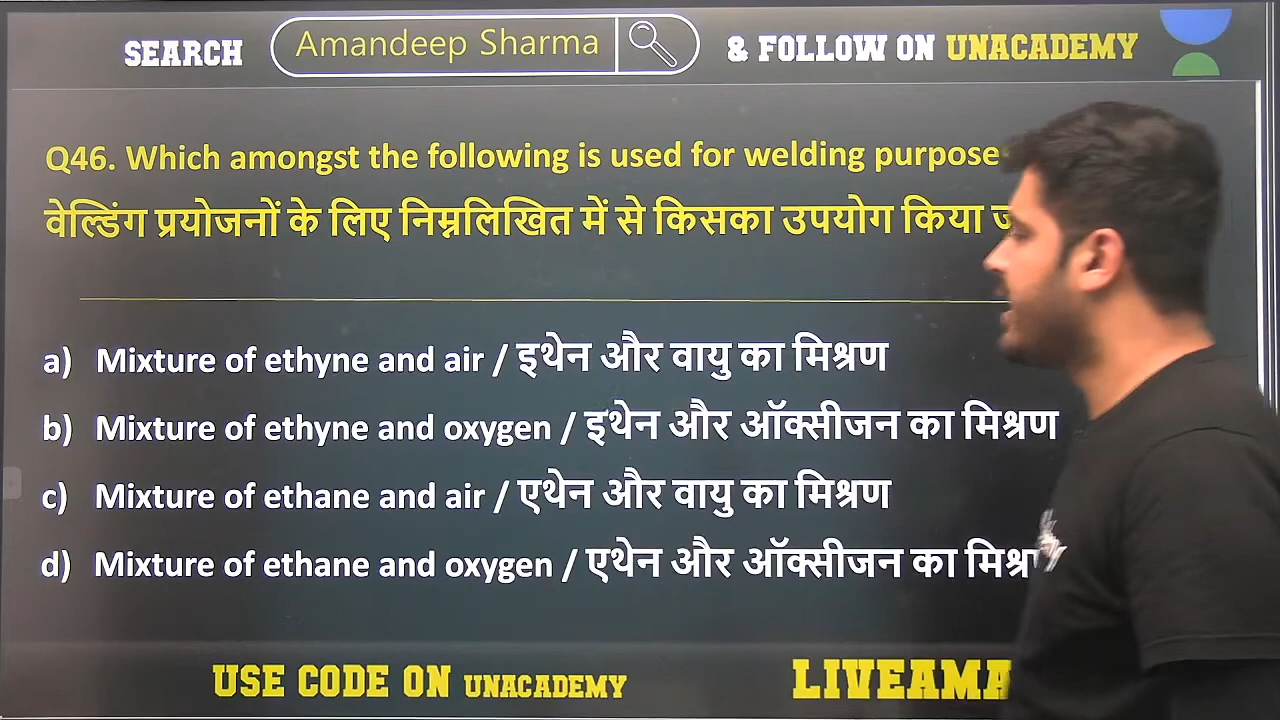 SEARCH Amandeep Sharma & FOLLOW ON UNACADEMY
Q46. Which amongst the following is used for welding purpose
वेल्डिंग प्रयोजनों के लिए निम्नलिखित में से किसका उपयोग किया
a) Mixture of ethyne and air / इथेन और वायु का मिश्रण
b) Mixture of ethyne and oxygen / इथेन और ऑक्सीजन का मिश्रण
c) Mixture of ethane and air / एथेन और वायु का मिश्रण
d) Mixture of ethane and oxygen / एथेन और ऑक्सीजन का
USE CODE ON UNACADEMY LIVEAMA